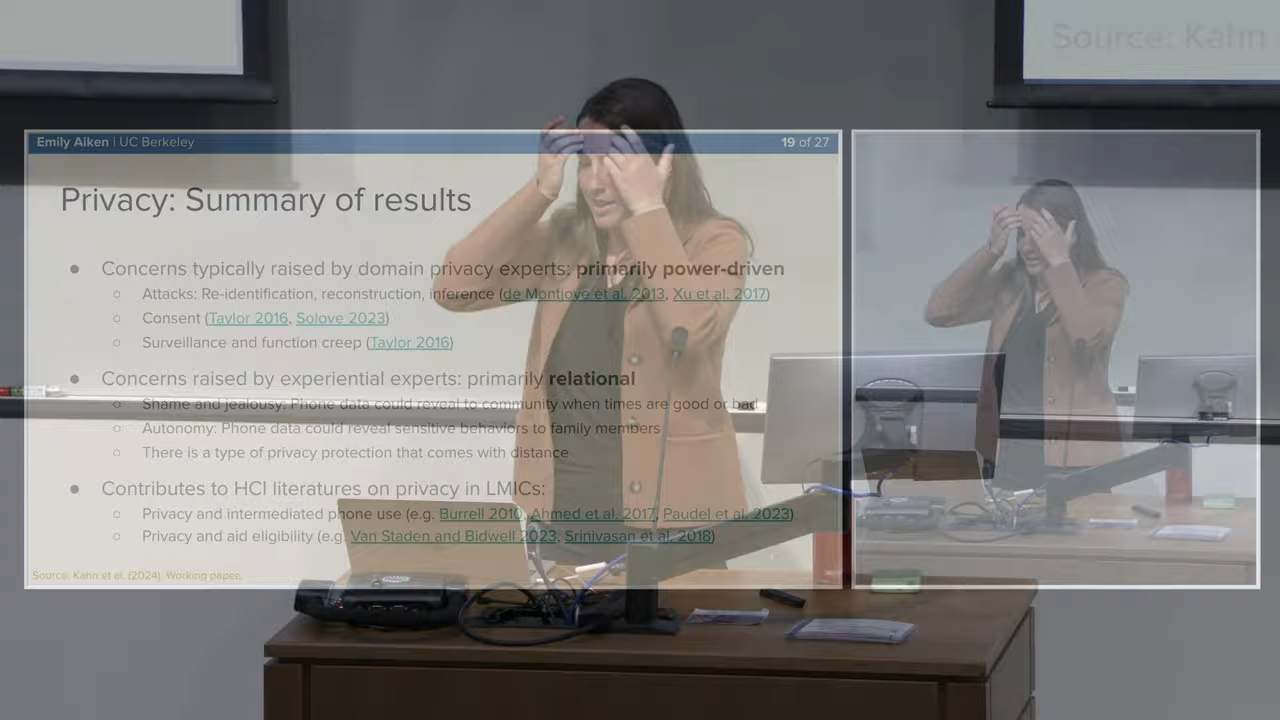 Source: Kahn
Emily Aiken | UC Berkeley
19 of 27
Privacy: Summary of results
● Concerns typically raised by domain privacy experts: primarily power-driven
○ Attacks: Re-identification, reconstruction, inference (de Montjoye et al. 2013, Xu et al. 2017)
○ Consent (Taylor 2016, Solove 2023)
○ Surveillance and function creep (Taylor 2016)
● Concerns raised by experiential experts: primarily relational
○ Shame and jealousy: Phone data could reveal to community when times are good or bad
○ Autonomy: Phone data could reveal sensitive behaviors to family members
○ There is a type of privacy protection that comes with distance
● Contributes to HCI literatures on privacy in LMICs:
○ Privacy and intermediated phone use (e.g. Burrell 2010, Ahmed et al. 2017, Paudel et al. 2023)
○ Privacy and aid eligibility (e.g. Van Staden and Bidwell 2023, Srinivasan et al. 2018)
Source: Kahn et al. (2024). Working paper.